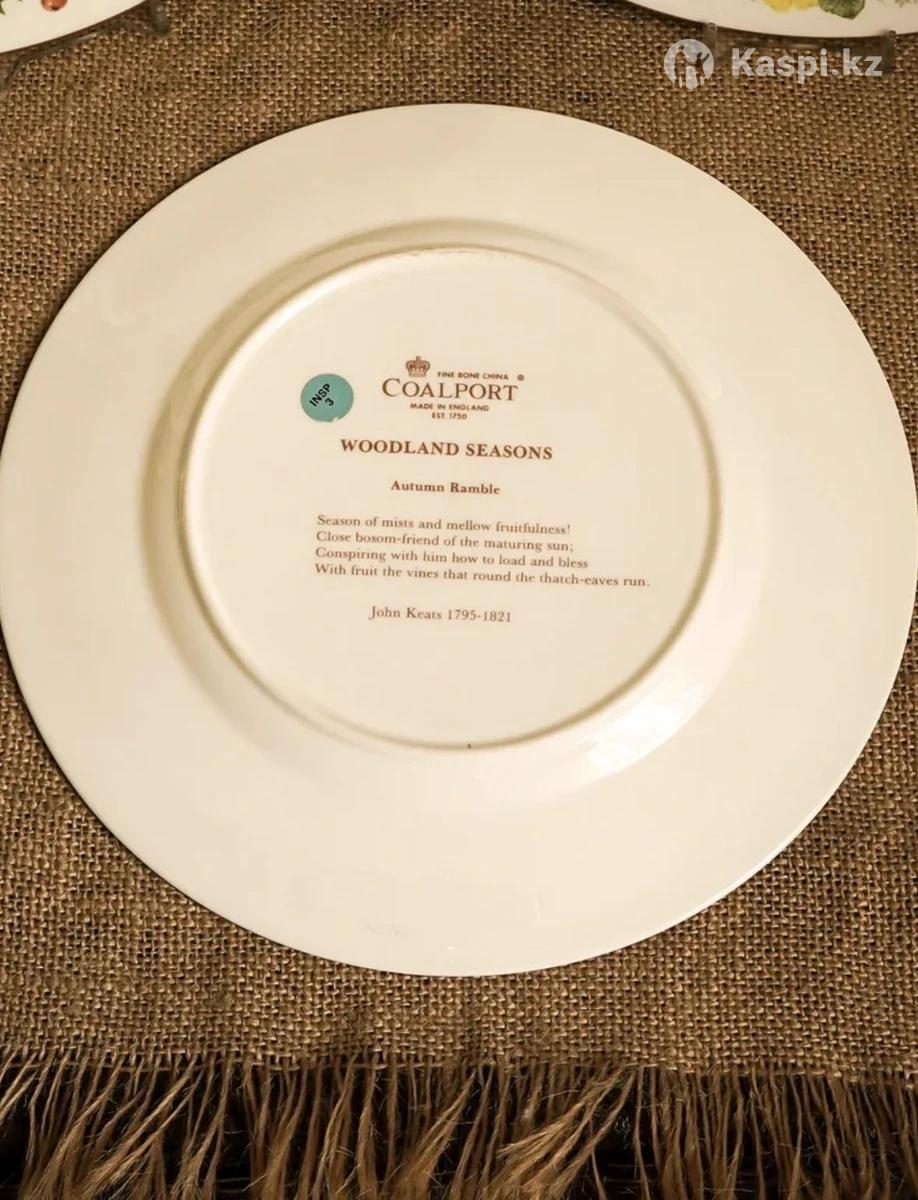 Kaspi.kz
INSP
3
FINE BONE CHINA ®
COALPORT
MADE IN ENGLAND
EST. 1750
WOODLAND SEASONS
Autumn Ramble
Season of mists and mellow fruitfulness!
Close bosom-friend of the maturing sun;
Conspiring with him how to load and bless
With fruit the vines that round the thatch-eaves run.
John Keats 1795-1821